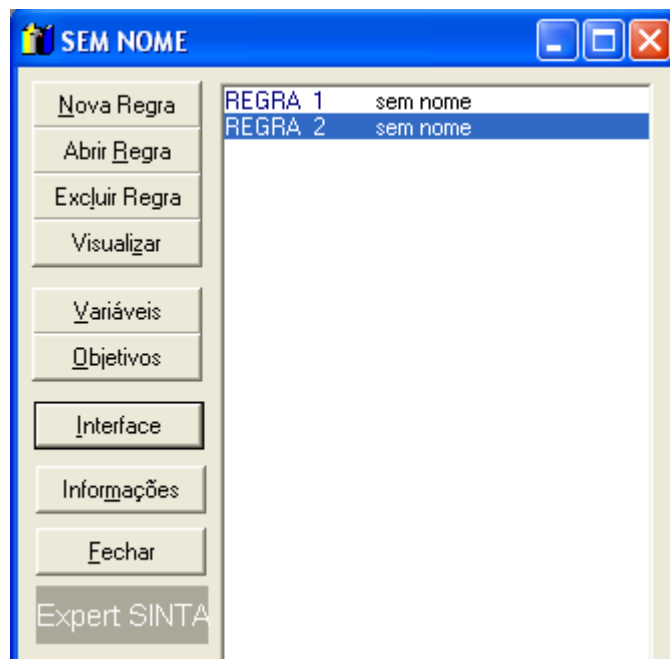 SEM NOME
Nova Regra
Abrir Regra
Excluir Regra
Visualizar
Variáveis
Objetivos
Interface
Informações
Fechar
Expert SINTA
REGRA 1 sem nome
REGRA 2 sem nome